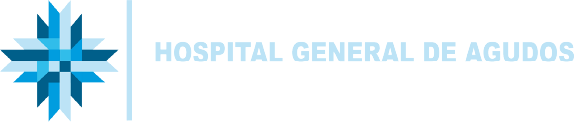 HOSPITAL GENERAL DE AGUDOS